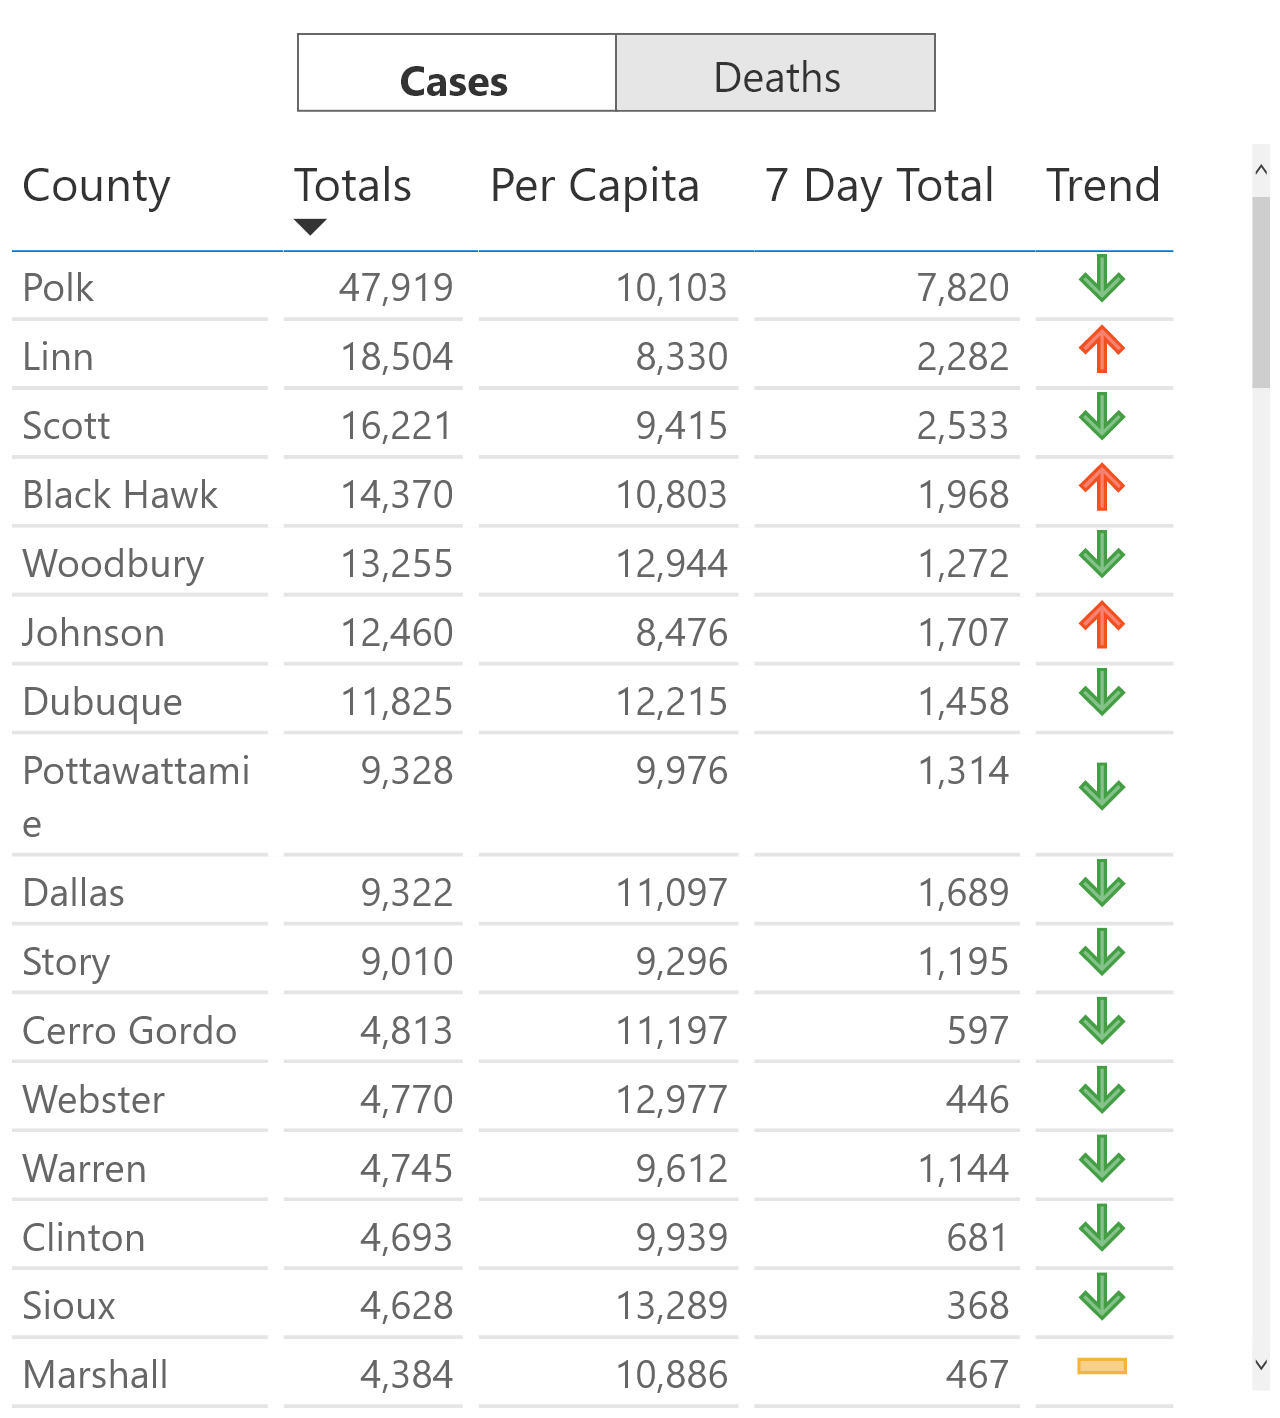 Cases Deaths
County Totals Per Capita 7 Day Total Trend
Polk 47,919 10,103 7,820
Linn 18,504 8,330 2,282
Scott 16,221 9,415 2,533
Black Hawk 14,370 10,803 1,968
Woodbury 13,255 12,944 1,272
Johnson 12,460 8,476 1,707
Dubuque 11,825 12,215 1,458
Pottawattami 9,328 9,976 1,314
e
Dallas 9,322 11,097 1,689
Story 9,010 9,296 1,195
Cerro Gordo 4,813 11,197 597
Webster 4,770 12,977 446
Warren 4,745 9,612 1,144
Clinton 4,693 9,939 681
Sioux 4,628 13,289 368
Marshall 4,384 10,886 467